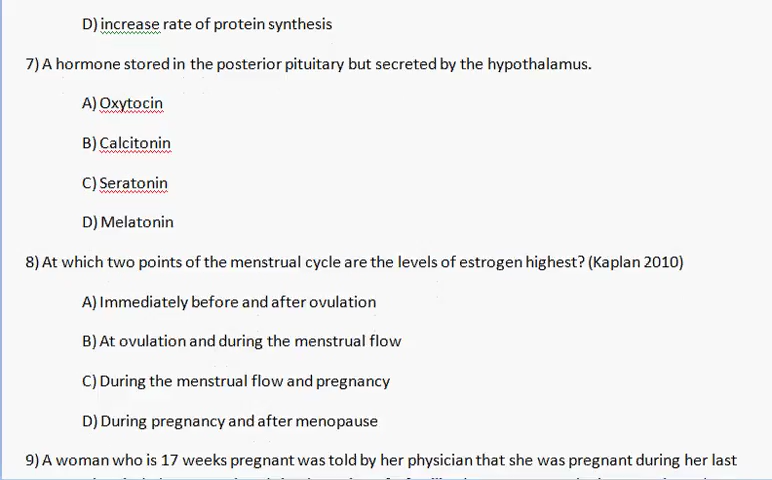 D) increase rate of protein synthesis
7) A hormone stored in the posterior pituitary but secreted by the hypothalamus.
A) Oxytocin
B) Calcitonin
C) Seratonin
D) Melatonin
8) At which two points of the menstrual cycle are the levels of estrogen highest? (Kaplan 2010)
A) Immediately before and after ovulation
B) At ovulation and during the menstrual flow
C) During the menstrual flow and pregnancy
D) During pregnancy and after menopause
9) A woman who is 17 weeks pregnant was told by her physician that she was pregnant during her last